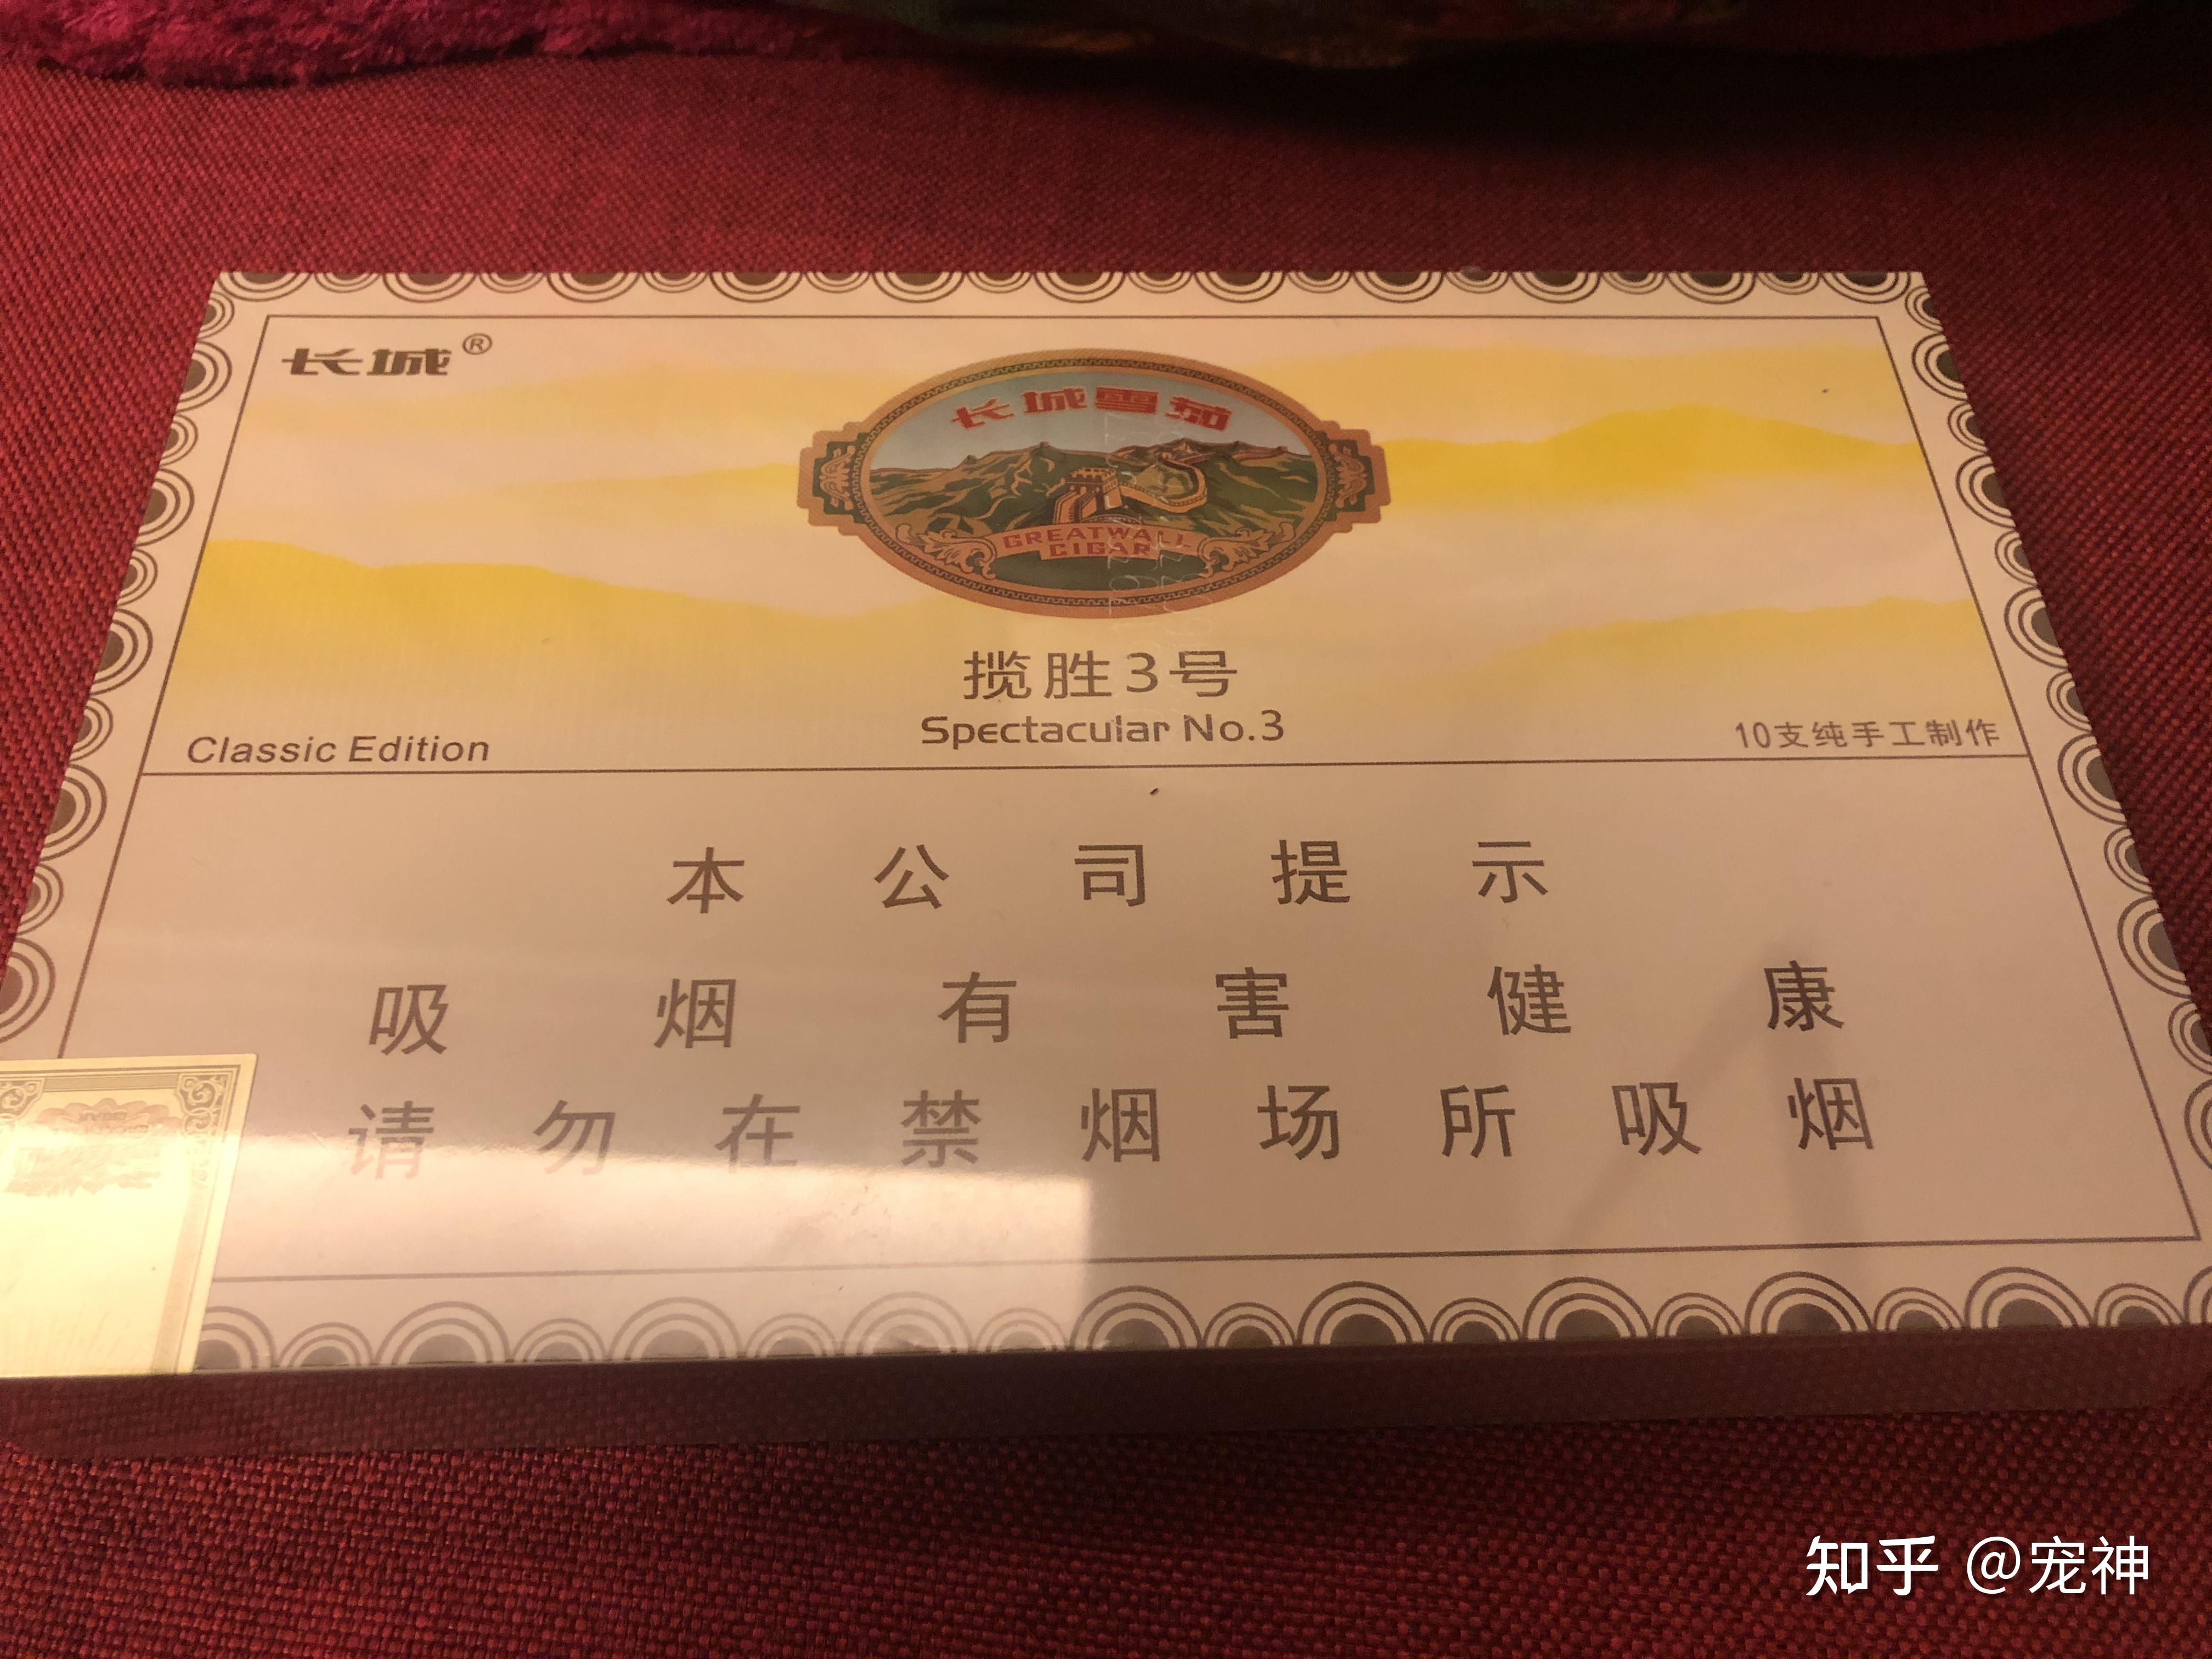 长城®
长城雪茄
GREATWALL
CIGAR
揽胜3号
Spectacular No.3
Classic Edition
10支纯手工制作
本公司提示
吸烟有害健康
请勿在禁烟场所吸烟
知乎 @宠神